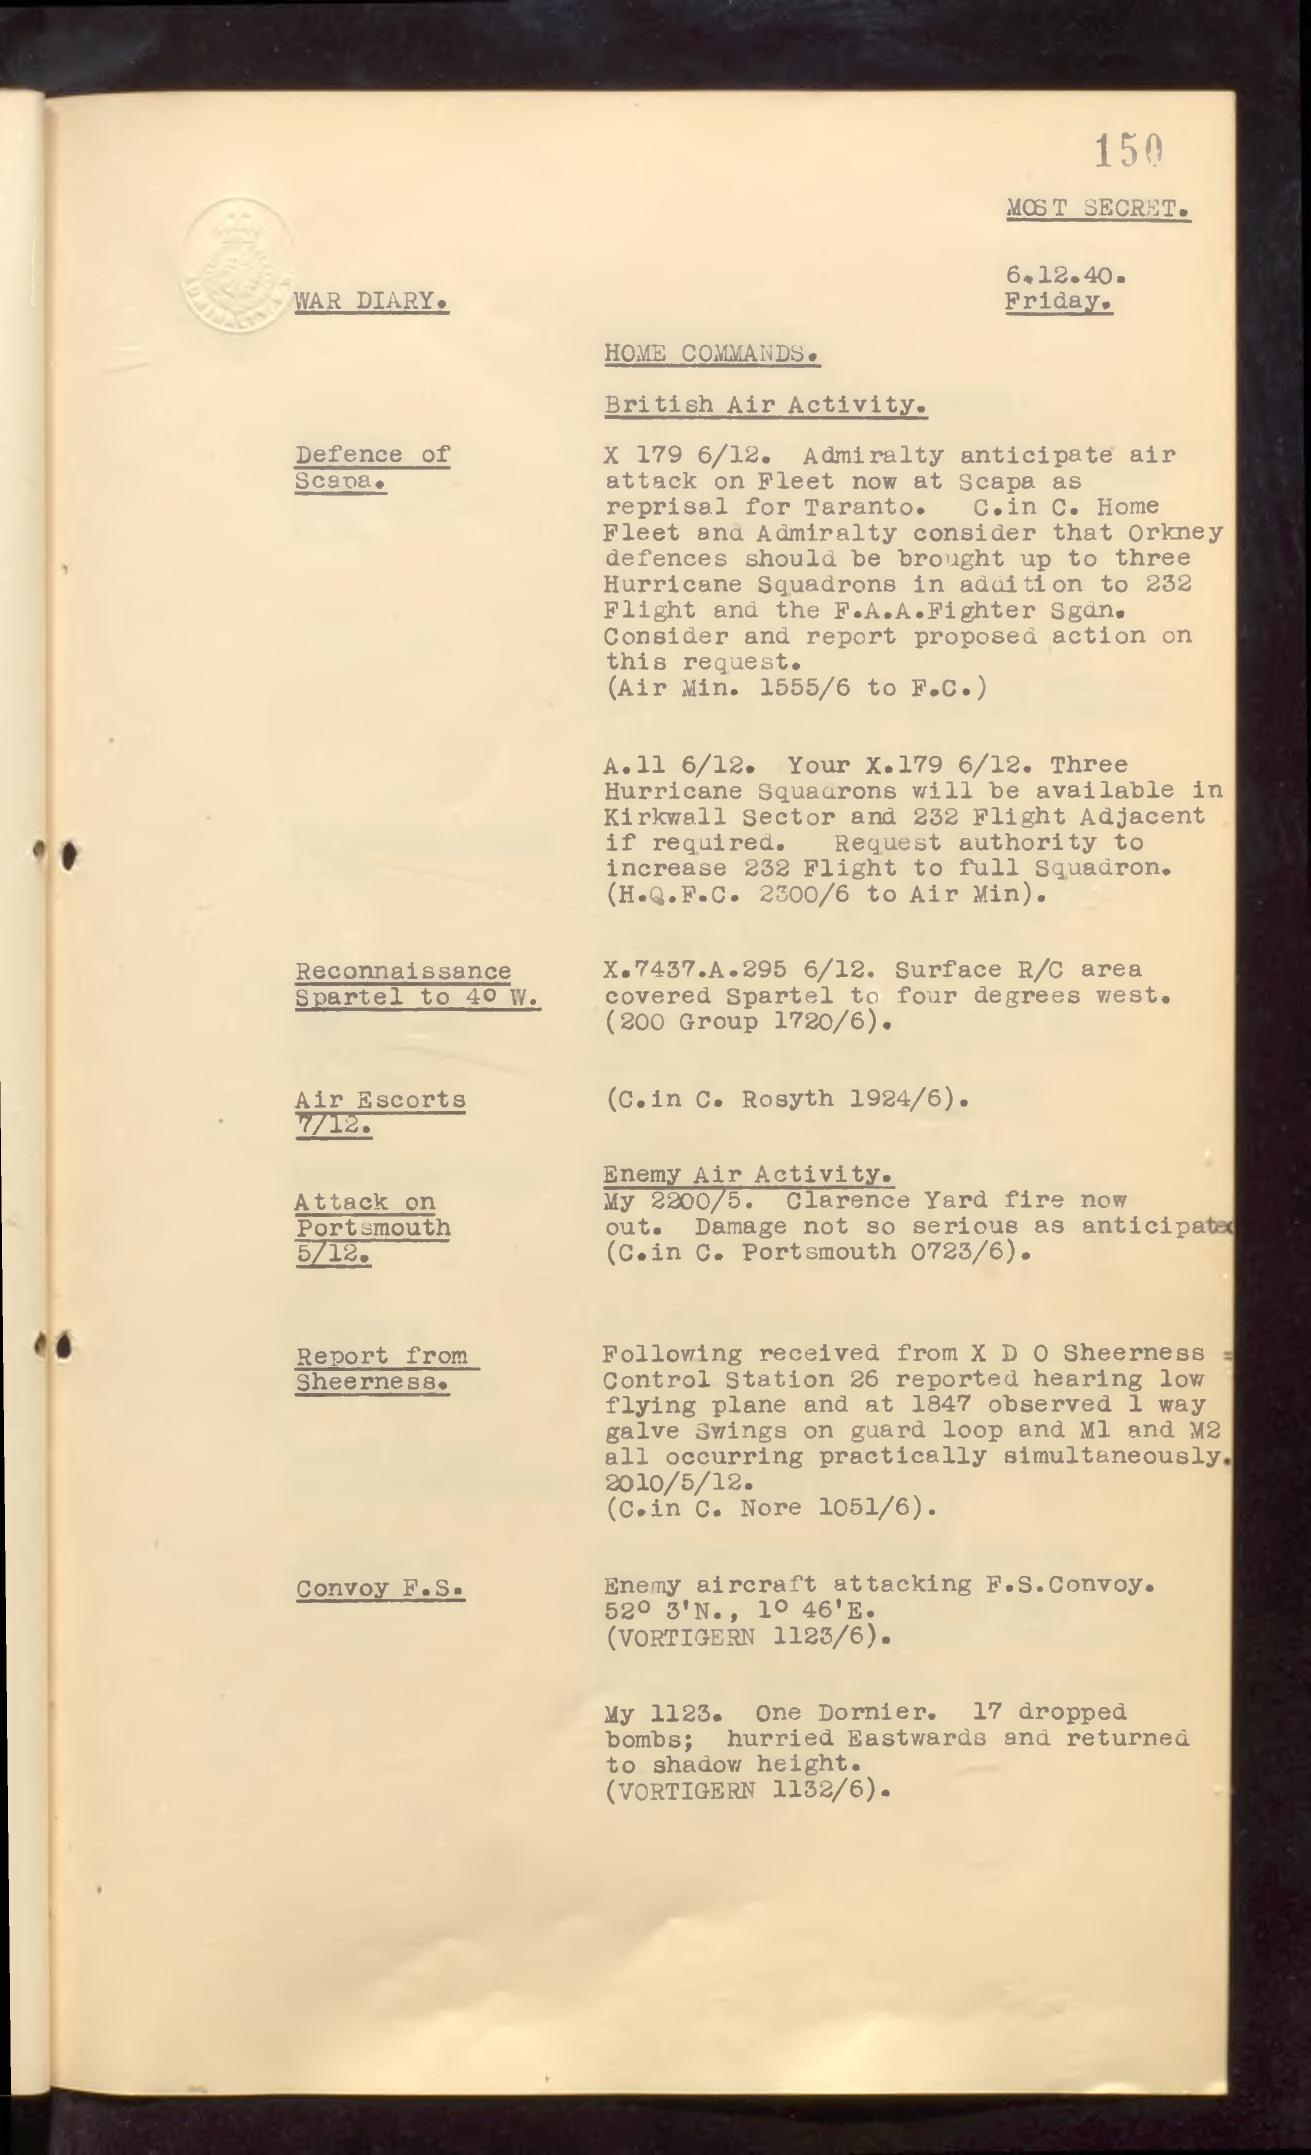 150
MOST SECRET.
6.12.40.
Friday.
WAR DIARY.
HOME COMMANDS.
British Air Activity.
Defence of
Scapa.
X 179 6/12. Admiralty anticipate air
attack on Fleet now at Scapa as
reprisal for Taranto. C.in C. Home
Fleet and Admiralty consider that Orkney
defences should be brought up to three
Hurricane Squadrons in addition to 232
Flight and the F.A.A.Fighter Sgdn.
Consider and report proposed action on
this request.
(Air Min. 1555/6 to F.C.)
A.11 6/12. Your X.179 6/12. Three
Hurricane Squadrons will be available in
Kirkwall Sector and 232 Flight Adjacent
if required. Request authority to
increase 232 Flight to full Squadron.
(H.Q.F.C. 2300/6 to Air Min).
Reconnaissance
Spartel to 4º W.
X.7437.A.295 6/12. Surface R/C area
covered Spartel to four degrees west.
(200 Group 1720/6).
Air Escorts
7/12.
(C.in C. Rosyth 1924/6).
Enemy Air Activity.
Attack on
Portsmouth
5/12.
My 2200/5. Clarence Yard fire now
out. Damage not so serious as anticipated
(C.in C. Portsmouth 0723/6).
Report from
Sheerness.
Following received from X D O Sheerness =
Control Station 26 reported hearing low
flying plane and at 1847 observed 1 way
galve Swings on guard loop and M1 and M2
all occurring practically simultaneously.
2010/5/12.
(C.in C. Nore 1051/6).
Convoy F.S.
Enemy aircraft attacking F.S.Convoy.
52º 3'N., 1º 46'E.
(VORTIGERN 1123/6).
My 1123. One Dornier. 17 dropped
bombs; hurried Eastwards and returned
to shadow height.
(VORTIGERN 1132/6).